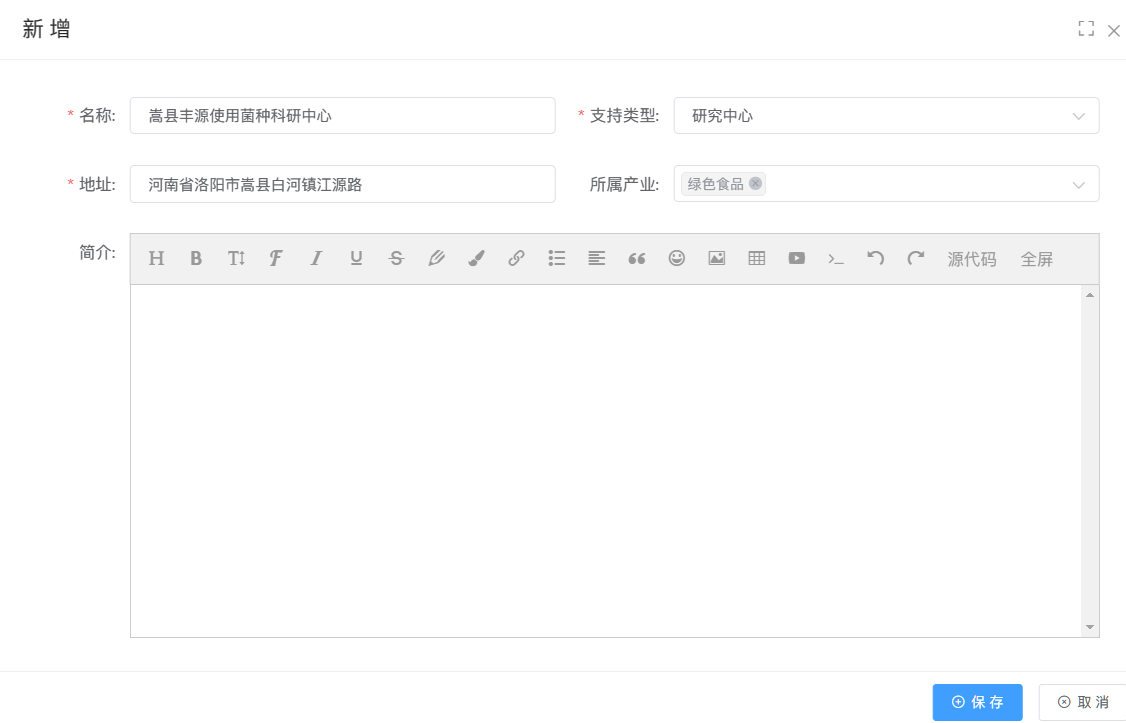 新 增
* 名称: 嵩县丰源使用菌种科研中心 * 支持类型: 研究中心
* 地址: 河南省洛阳市嵩县白河镇江源路 所属产业: 绿色食品
简介: 源代码 全屏
保 存 取 消